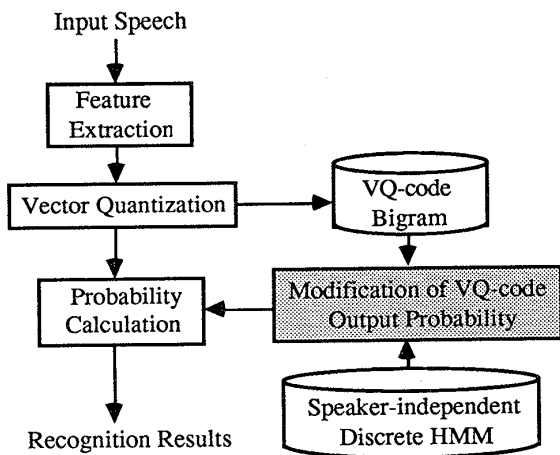 Input Speech
Feature
Extraction
Vector Quantization
VQ-code
Bigram
Probability
Calculation
Modification of VQ-code
Output Probability
Speaker-independent
Discrete HMM
Recognition Results